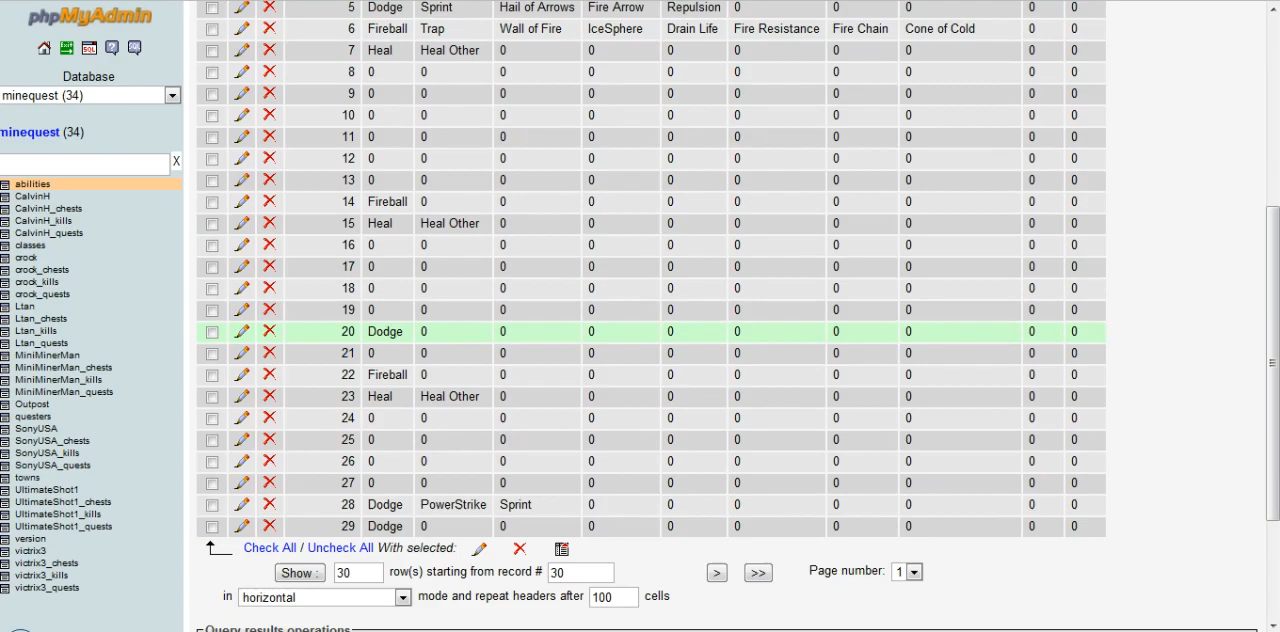 phpMyAdmin
Database
minequest (34)
minequest (34)
X
abilities
CalvinH
CalvinH_chests
CalvinH_kills
CalvinH_quests
classes
crock
crock_chests
crock_kills
crock_quests
Ltan
Ltan_chests
Ltan_kills
Ltan_quests
MiniMinerMan
MiniMinerMan_chests
MiniMinerMan_kills
MiniMinerMan_quests
Outpost
questers
SonyUSA
SonyUSA_chests
SonyUSA_kills
SonyUSA_quests
towns
UltimateShot1
UltimateShot1_chests
UltimateShot1_kills
UltimateShot1_quests
version
victrix3
victrix3_chests
victrix3_kills
victrix3_quests
5 Dodge Sprint Hail of Arrows Fire Arrow Repulsion 0 0 0 0 0
6 Fireball Trap Wall of Fire IceSphere Drain Life Fire Resistance Fire Chain Cone of Cold 0 0
7 Heal Heal Other 0 0 0 0 0 0 0 0
8 0 0 0 0 0 0 0 0 0 0
9 0 0 0 0 0 0 0 0 0 0
10 0 0 0 0 0 0 0 0 0 0
11 0 0 0 0 0 0 0 0 0 0
12 0 0 0 0 0 0 0 0 0 0
13 0 0 0 0 0 0 0 0 0 0
14 Fireball 0 0 0 0 0 0 0 0 0
15 Heal Heal Other 0 0 0 0 0 0 0 0
16 0 0 0 0 0 0 0 0 0 0
17 0 0 0 0 0 0 0 0 0 0
18 0 0 0 0 0 0 0 0 0 0
19 0 0 0 0 0 0 0 0 0 0
20 Dodge 0 0 0 0 0 0 0 0 0
21 0 0 0 0 0 0 0 0 0 0
22 Fireball 0 0 0 0 0 0 0 0 0
23 Heal Heal Other 0 0 0 0 0 0 0 0
24 0 0 0 0 0 0 0 0 0 0
25 0 0 0 0 0 0 0 0 0 0
26 0 0 0 0 0 0 0 0 0 0
27 0 0 0 0 0 0 0 0 0 0
28 Dodge PowerStrike Sprint 0 0 0 0 0 0 0
29 Dodge 0 0 0 0 0 0 0 0 0
Check All / Uncheck All With selected:
Show : 30 row(s) starting from record # 30 > >> Page number: 1
in horizontal mode and repeat headers after 100 cells
Query results operations